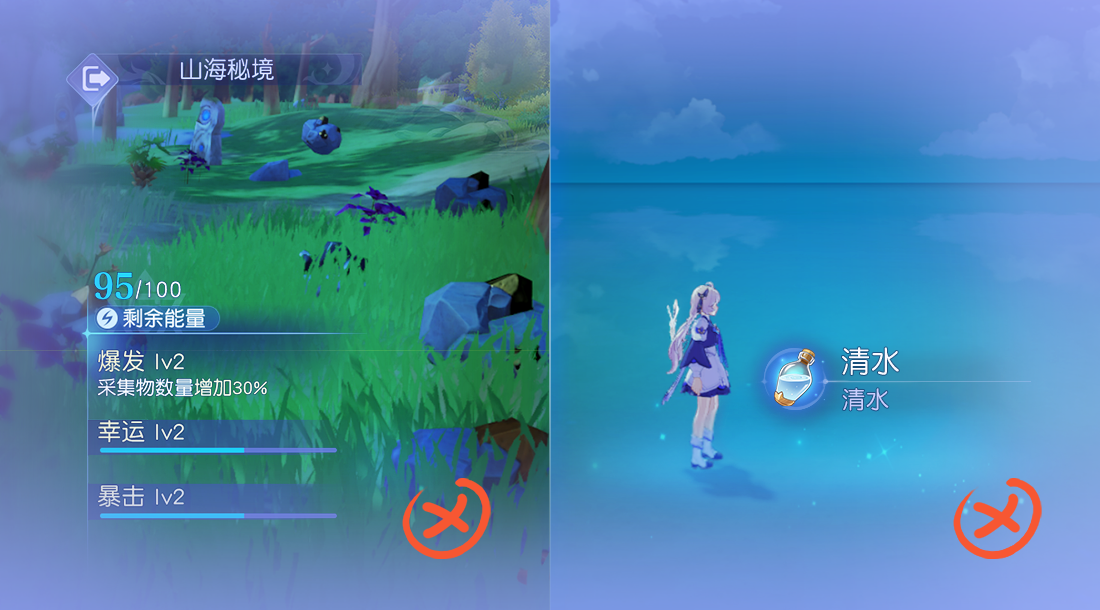 山海秘境
95/100
剩余能量
爆发 lv2
采集物数量增加30%
幸运 lv2
暴击 lv2
清水
清水